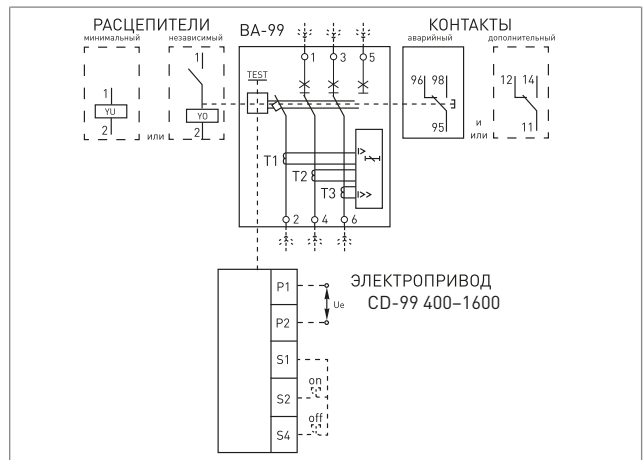 РАСЦЕПИТЕЛИ
ВА-99
КОНТАКТЫ
минимальный
независимый
аварийный
дополнительный
1
YU
2
или
1
YO
2
TEST
1 3 5
T1
T2
T3
I>
I>>
2 4 6
96 98
95
и
или
12 14
11
P1
P2
S1
S2
S4
Ue
on
off
ЭЛЕКТРОПРИВОД
CD-99 400–1600